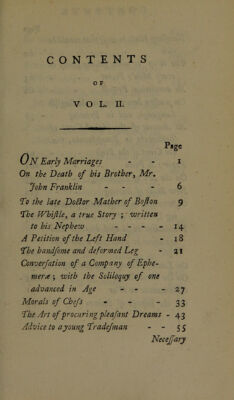 CONTENTS
OF
VOL. II.
Page
ON Early Marriages - - 1
On the Death of his Brother, Mr.
John Franklin - - - 6
To the late Doctor Mather of Boston 9
The Whistle, a true Story ; written
to his Nephew - - - - 14
A Petition of the Left Hand - 18
The handsome and deformed Leg - 21
Conversation of a Company of Ephe-
meræ ; with the Soliloquy of one
advanced in Age - - - 27
Morals of Chess - - - 33
The Art of procuring pleasant Dreams - 43
Advice to a young Tradesman - - 55
Necessary